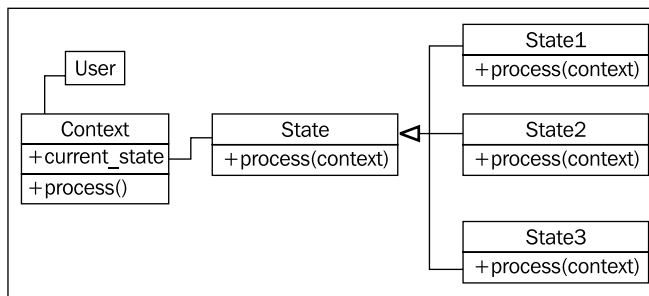 User
Context
+current_state
+process()
State
+process(context)
State1
+process(context)
State2
+process(context)
State3
+process(context)